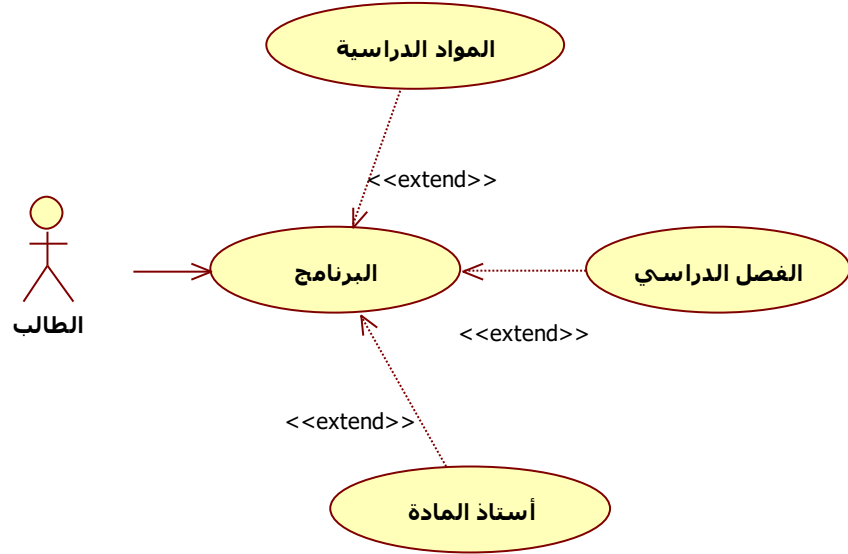 المواد الدراسية
<<extend>>
البرنامج
الفصل الدراسي
الطالب
<<extend>>
<<extend>>
أستاذ المادة